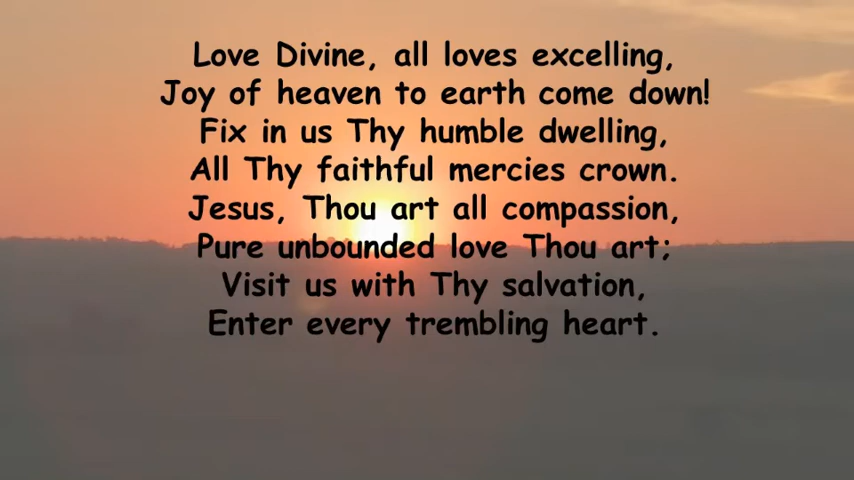 Love Divine, all loves excelling,
Joy of heaven to earth come down!
Fix in us Thy humble dwelling,
All Thy faithful mercies crown.
Jesus, Thou art all compassion,
Pure unbounded love Thou art;
Visit us with Thy salvation,
Enter every trembling heart.